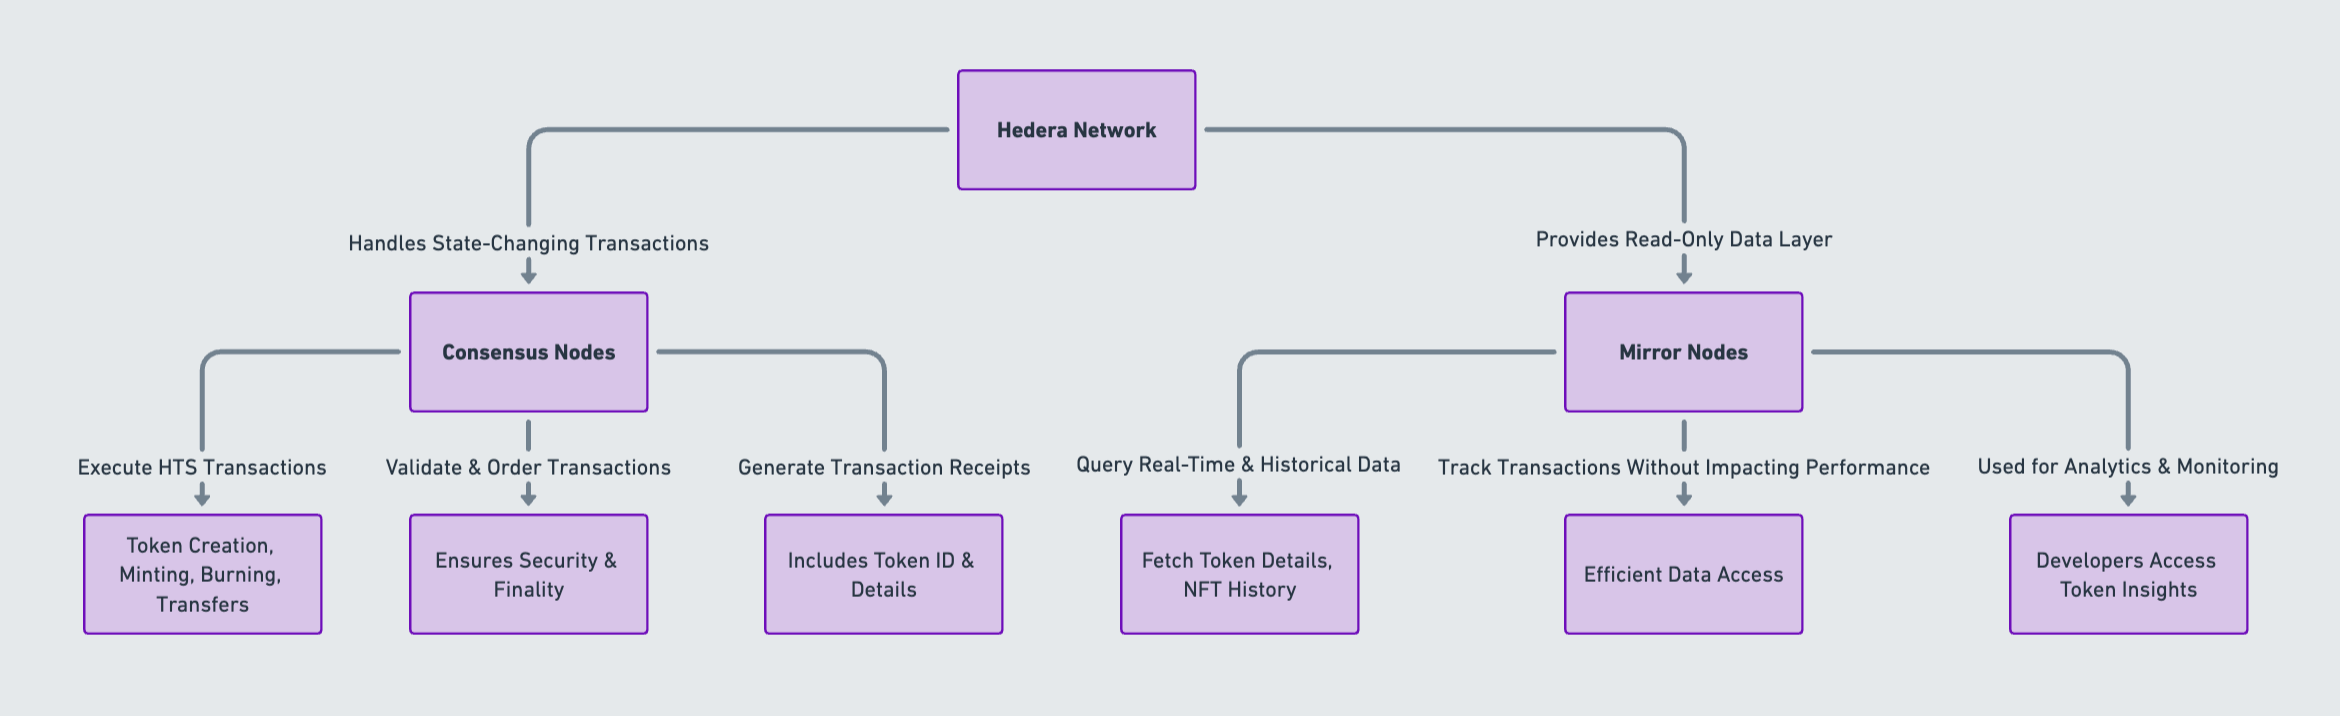 Hedera Network
Handles State-Changing Transactions
Provides Read-Only Data Layer
Consensus Nodes
Mirror Nodes
Execute HTS Transactions
Validate & Order Transactions
Generate Transaction Receipts
Query Real-Time & Historical Data
Track Transactions Without Impacting Performance
Used for Analytics & Monitoring
Token Creation,
Minting, Burning,
Transfers
Ensures Security &
Finality
Includes Token ID &
Details
Fetch Token Details,
NFT History
Efficient Data Access
Developers Access
Token Insights